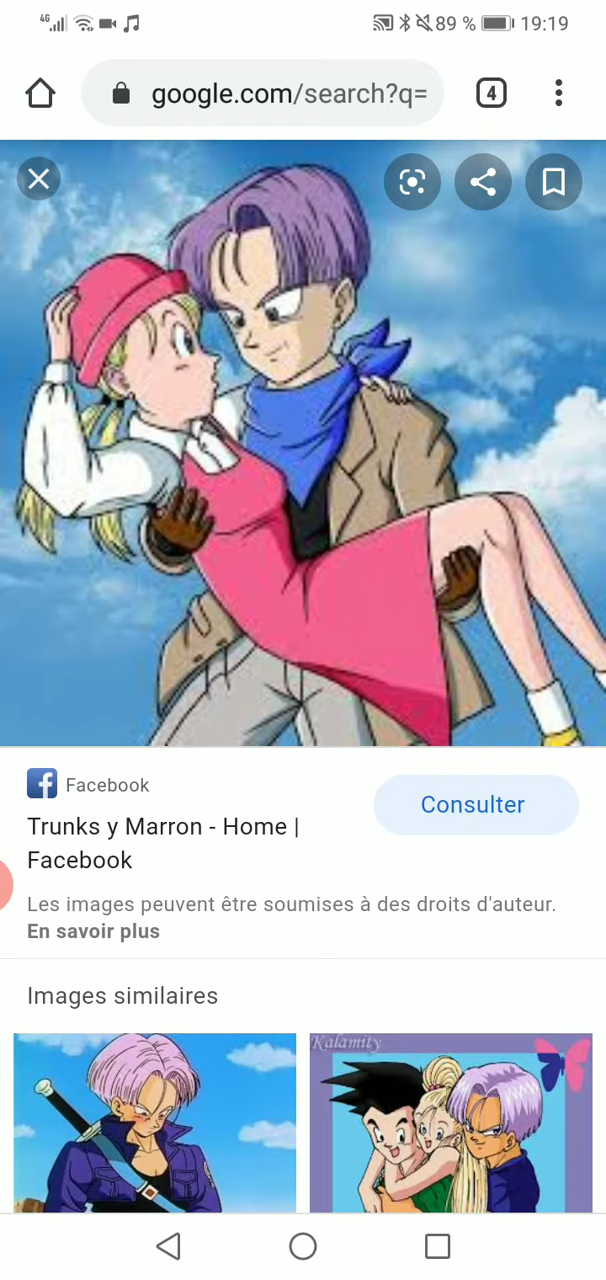 4G 89 % 19:19
google.com/search?q= 4
Facebook
Consulter
Trunks y Marron - Home |
Facebook
Les images peuvent être soumises à des droits d'auteur.
En savoir plus
Images similaires
Kalamity